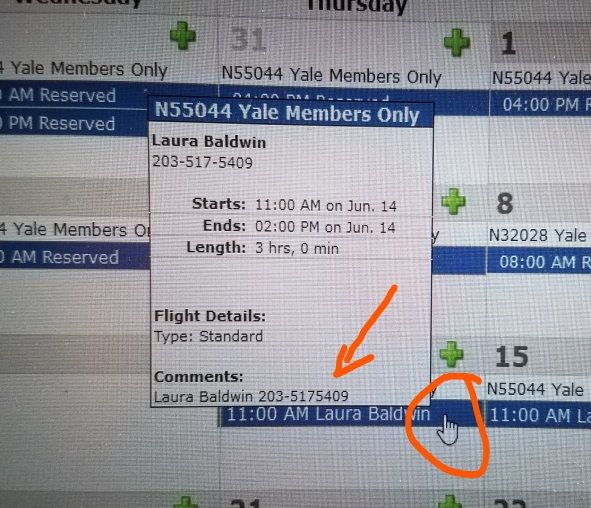 Wednesday
Thursday
31
1
4 Yale Members Only
N55044 Yale Members Only
N55044 Yale
AM Reserved
04:00 PM R
PM Reserved
N55044 Yale Members Only
Laura Baldwin
203-517-5409
Starts: 11:00 AM on Jun. 14
Ends: 02:00 PM on Jun. 14
Length: 3 hrs, 0 min
8
4 Yale Members O
y
N32028 Yale
0 AM Reserved
08:00 AM R
Flight Details:
Type: Standard
15
Comments:
Laura Baldwin 203-5175409
y
N55044 Yale
11:00 AM Laura Baldwin
11:00 AM La
21
22